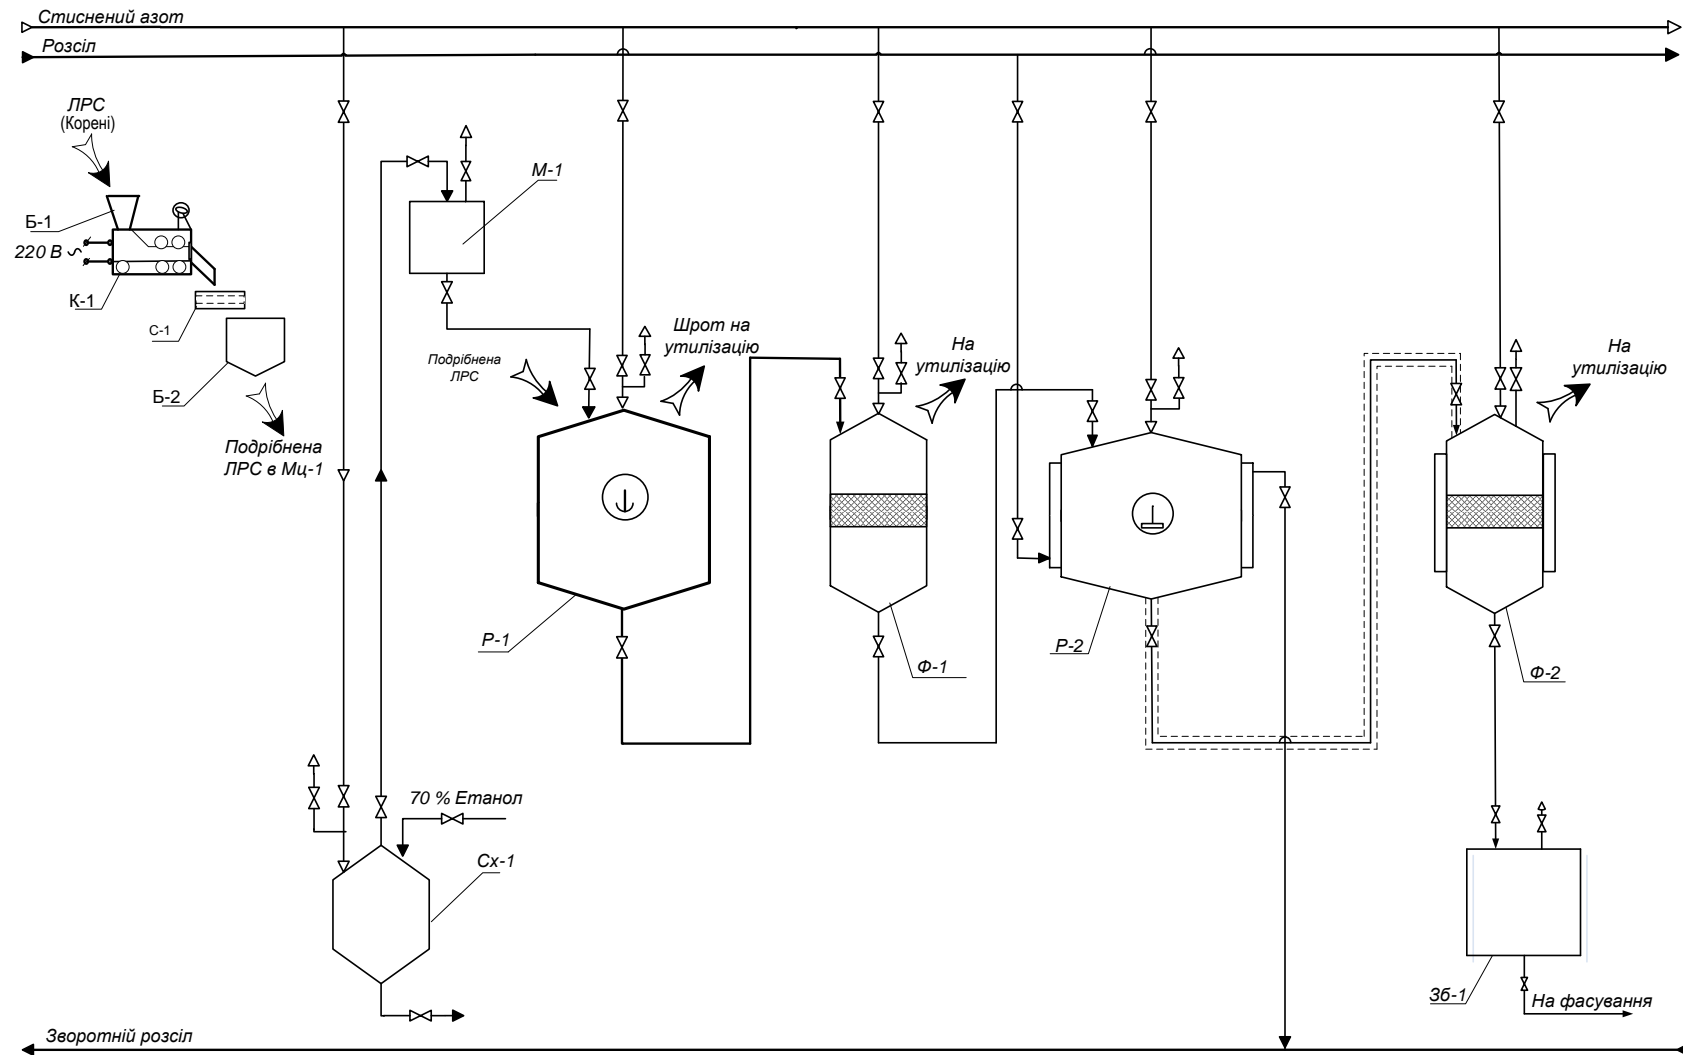 Стиснений азот
Розсіл
ЛРС
(Корені)
Б-1
220 В ~
К-1
С-1
Б-2
Подрібнена
ЛРС в Мц-1
М-1
Подрібнена
ЛРС
Шрот на
утилізацію
На
утилізацію
На
утилізацію
Р-1
Ф-1
Р-2
Ф-2
70 % Етанол
Сх-1
Зб-1
На фасування
Зворотній розсіл